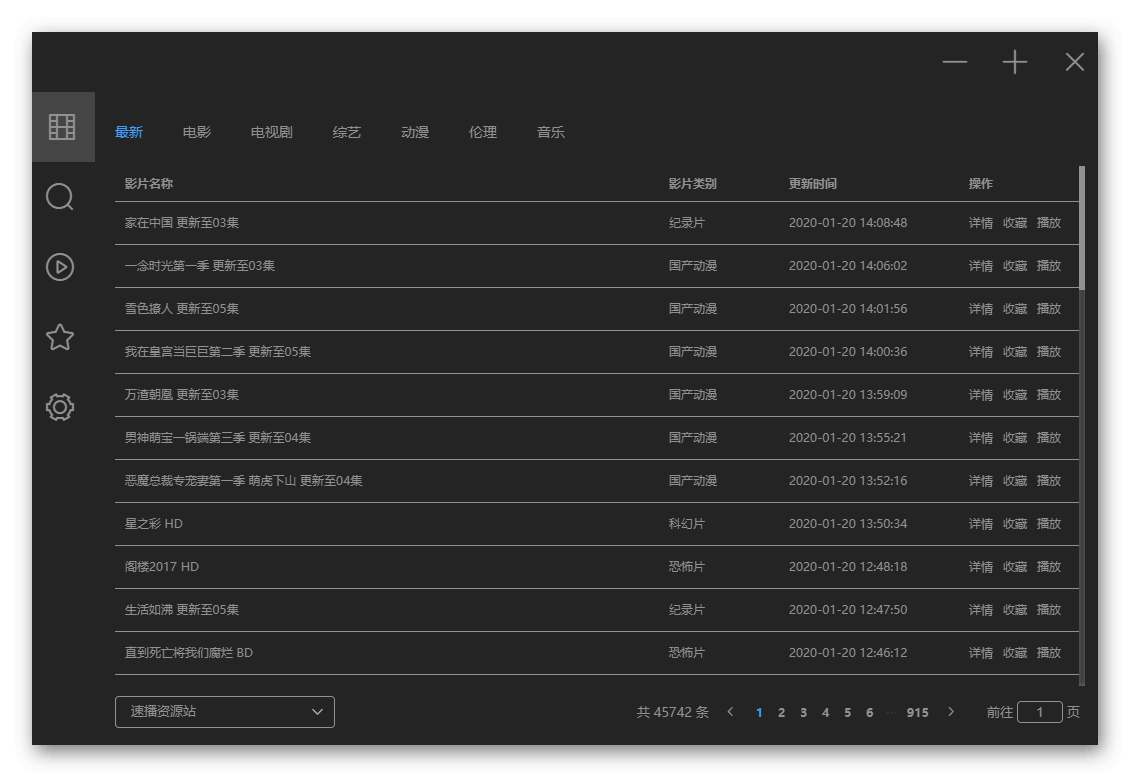 最新 电影 电视剧 综艺 动漫 伦理 音乐
影片名称 影片类别 更新时间 操作
家在中国 更新至03集 纪录片 2020-01-20 14:08:48 详情 收藏 播放
一念时光第一季 更新至03集 国产动漫 2020-01-20 14:06:02 详情 收藏 播放
雪色撩人 更新至05集 国产动漫 2020-01-20 14:01:56 详情 收藏 播放
我在皇宫当巨巨第二季 更新至05集 国产动漫 2020-01-20 14:00:36 详情 收藏 播放
万渣朝凰 更新至03集 国产动漫 2020-01-20 13:59:09 详情 收藏 播放
男神萌宝一锅端第三季 更新至04集 国产动漫 2020-01-20 13:55:21 详情 收藏 播放
恶魔总裁专宠妻第一季 萌虎下山 更新至04集 国产动漫 2020-01-20 13:52:16 详情 收藏 播放
星之彩 HD 科幻片 2020-01-20 13:50:34 详情 收藏 播放
阁楼2017 HD 恐怖片 2020-01-20 12:48:18 详情 收藏 播放
生活如沸 更新至05集 纪录片 2020-01-20 12:47:50 详情 收藏 播放
直到死亡将我们腐烂 BD 恐怖片 2020-01-20 12:46:12 详情 收藏 播放
速播资源站 共 45742 条 1 2 3 4 5 6 ··· 915 前往 1 页